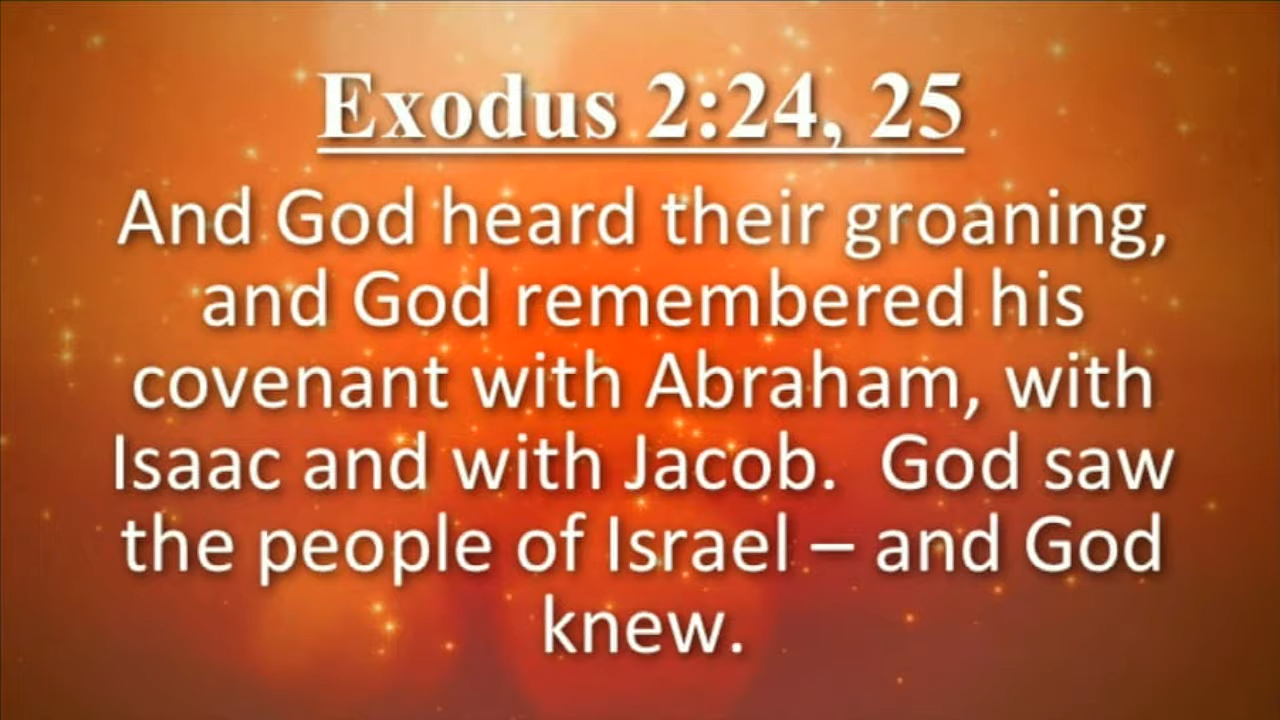 Exodus 2:24, 25
And God heard their groaning,
and God remembered his
covenant with Abraham, with
Isaac and with Jacob.  God saw
the people of Israel – and God
knew.